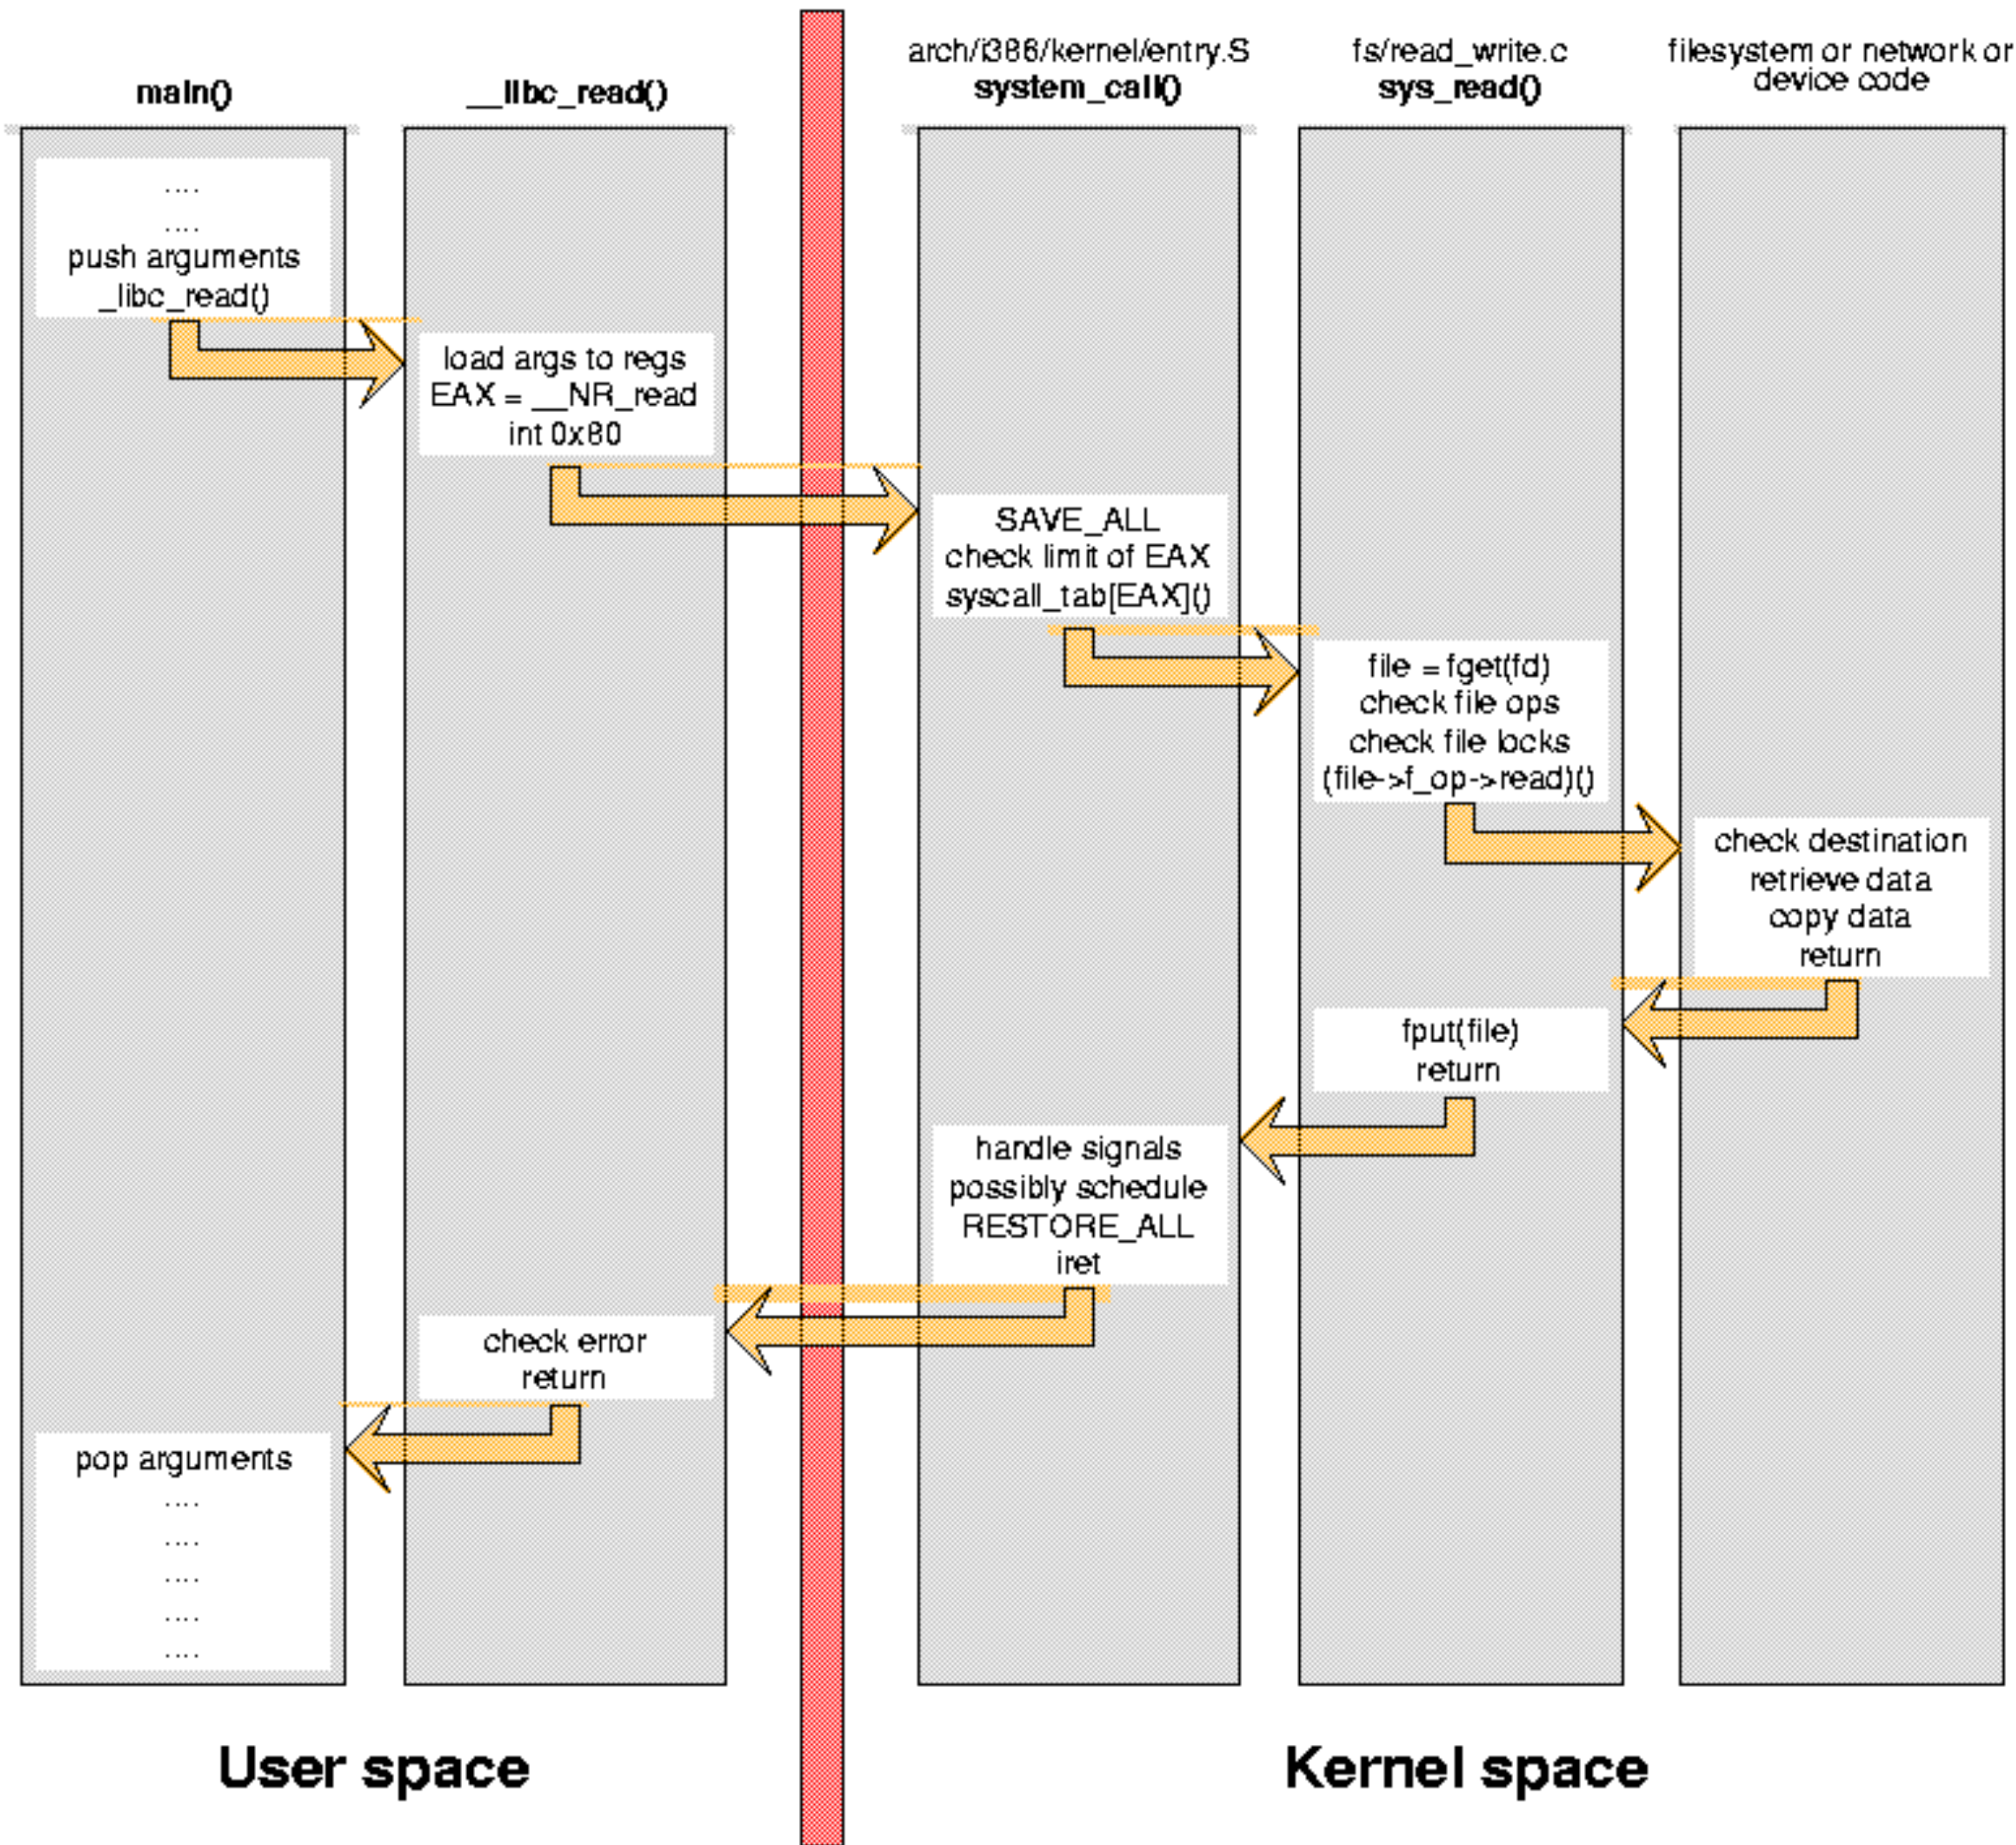 main()
__libc_read()
arch/i386/kernel/entry.S
system_call()
fs/read_write.c
sys_read()
filesystem or network or
device code
....
....
push arguments
_libc_read()
load args to regs
EAX = __NR_read
int 0x80
SAVE_ALL
check limit of EAX
syscall_tab[EAX]()
file = fget(fd)
check file ops
check file locks
(file->f_op->read)()
check destination
retrieve data
copy data
return
fput(file)
return
handle signals
possibly schedule
RESTORE_ALL
iret
check error
return
pop arguments
....
....
....
....
....
User space
Kernel space